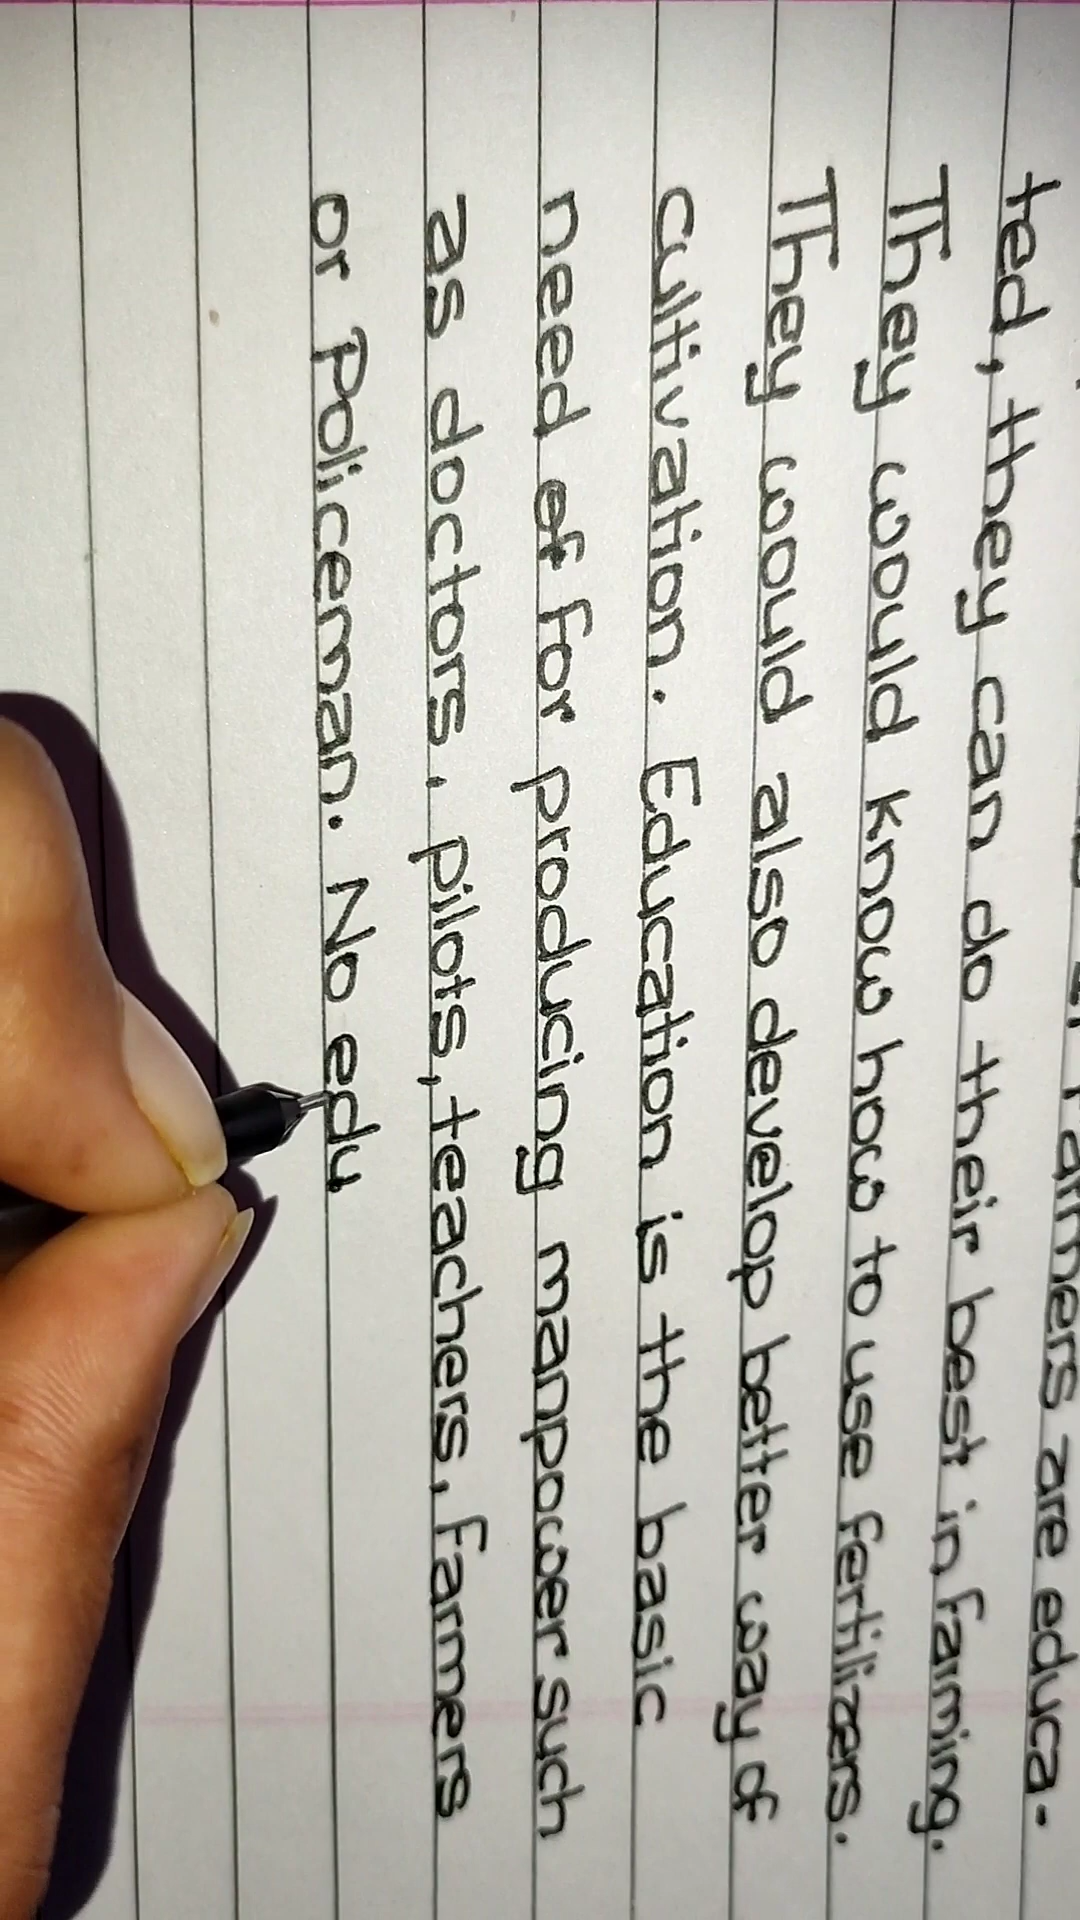 farmers are educa-
ted, they can do their best in farming.
They would know how to use fertilizers.
They would also develop better way of
cultivation. Education is the basic
need of for producing manpower such
as doctors, pilots, teachers, farmers
or Policeman. No edu